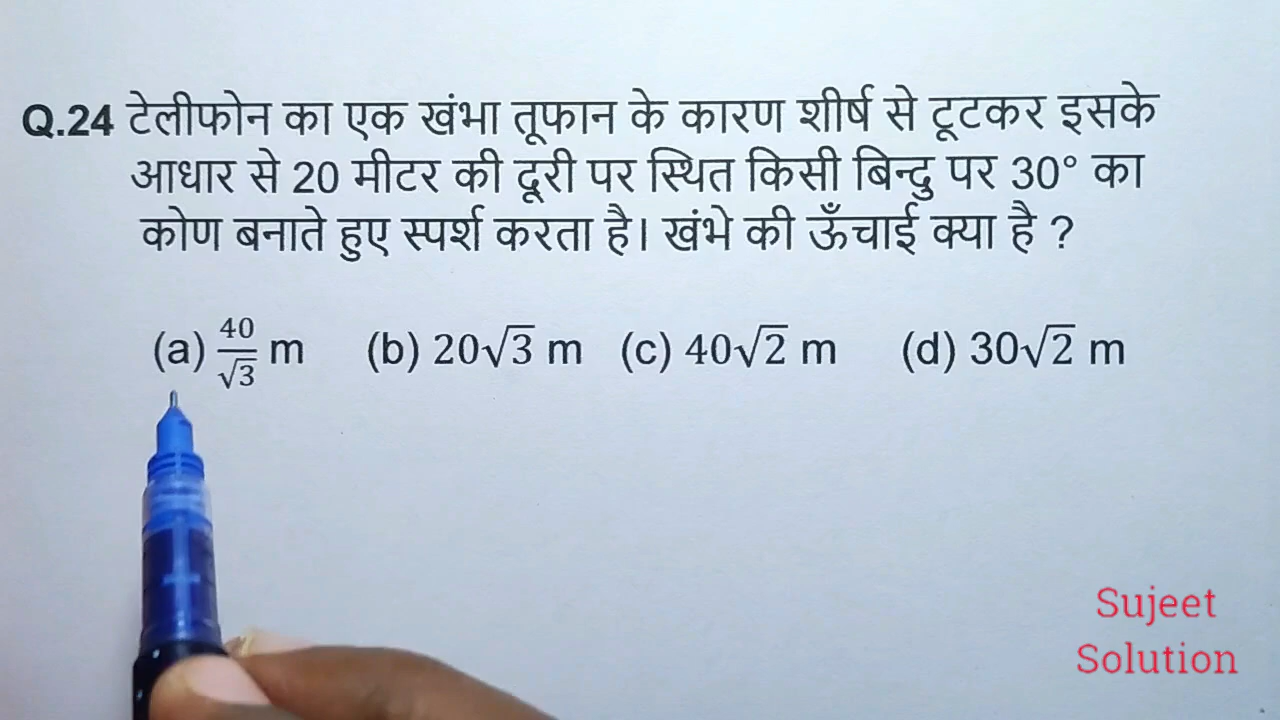 Q.24 टेलीफोन का एक खंभा तूफान के कारण शीर्ष से टूटकर इसके
आधार से 20 मीटर की दूरी पर स्थित किसी बिन्दु पर 30° का
कोण बनाते हुए स्पर्श करता है। खंभे की ऊँचाई क्या है ?
(a) 40/√3 m (b) 20√3 m (c) 40√2 m (d) 30√2 m
Sujeet
Solution